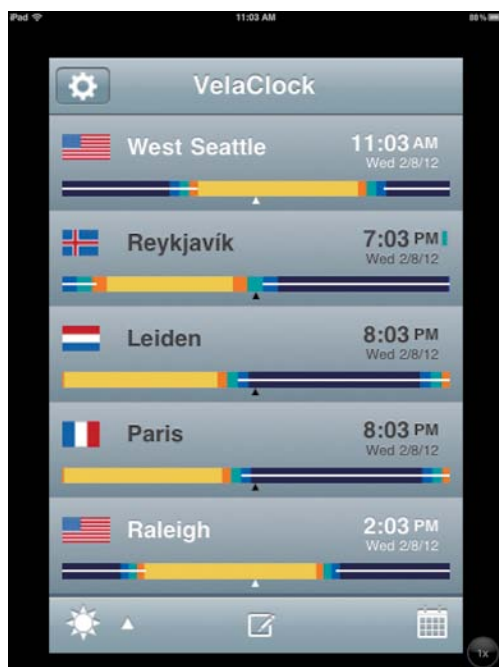 iPad 11:03 AM 88%
VelaClock
West Seattle 11:03 AM
Wed 2/8/12
Reykjavík 7:03 PM
Wed 2/8/12
Leiden 8:03 PM
Wed 2/8/12
Paris 8:03 PM
Wed 2/8/12
Raleigh 2:03 PM
Wed 2/8/12
1x